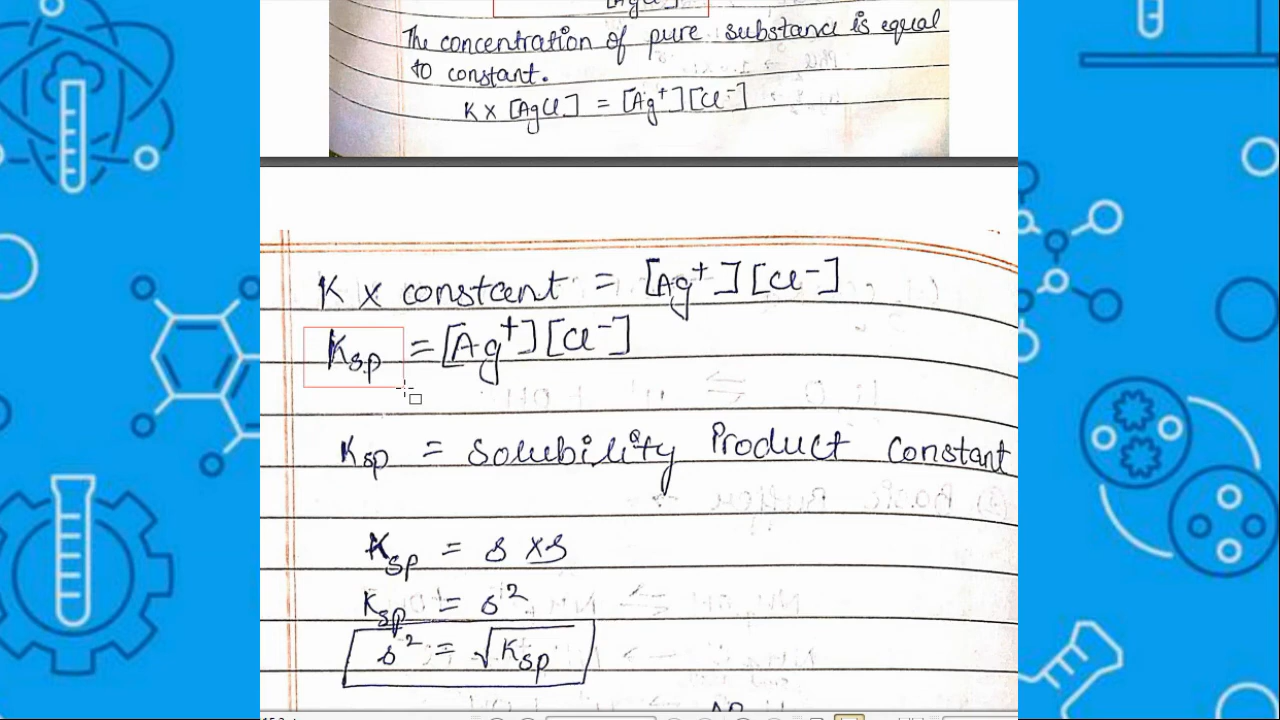 The concentration of pure substance is equal
to constant.
K × [AgCl] = [Ag⁺][Cl⁻]
K × constant = [Ag⁺][Cl⁻]
Ksp = [Ag⁺][Cl⁻]
Ksp = Solubility Product Constant
Ksp = s × s
Ksp = s²
s² = √Ksp